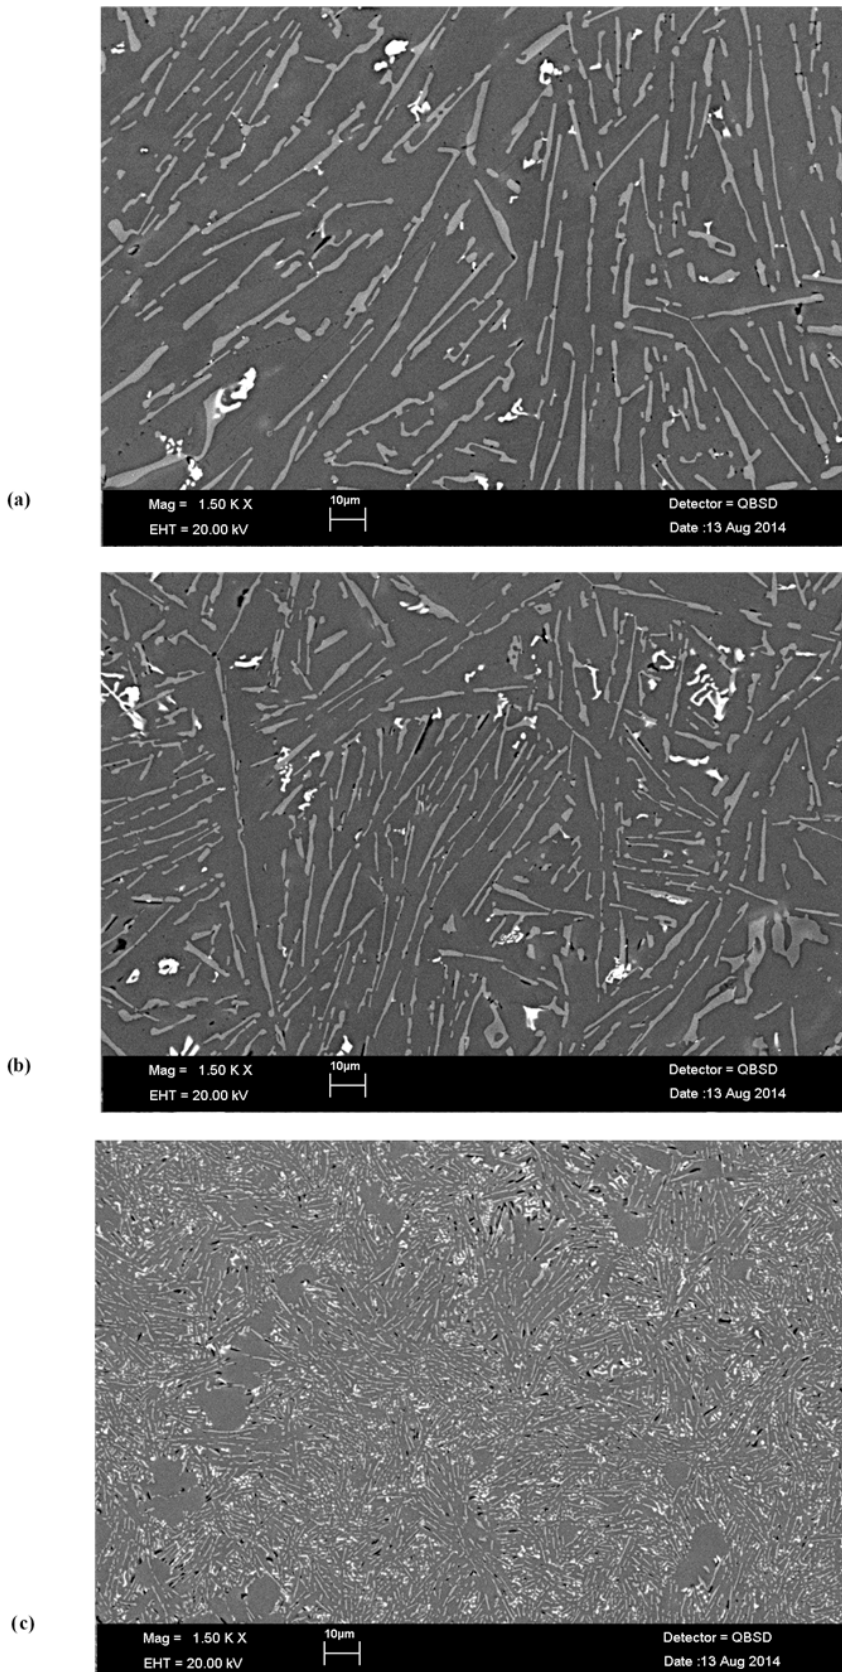 (a)
Mag = 1.50 K X 10µm Detector = QBSD
EHT = 20.00 kV Date :13 Aug 2014
(b)
Mag = 1.50 K X 10µm Detector = QBSD
EHT = 20.00 kV Date :13 Aug 2014
(c)
Mag = 1.50 K X 10µm Detector = QBSD
EHT = 20.00 kV Date :13 Aug 2014